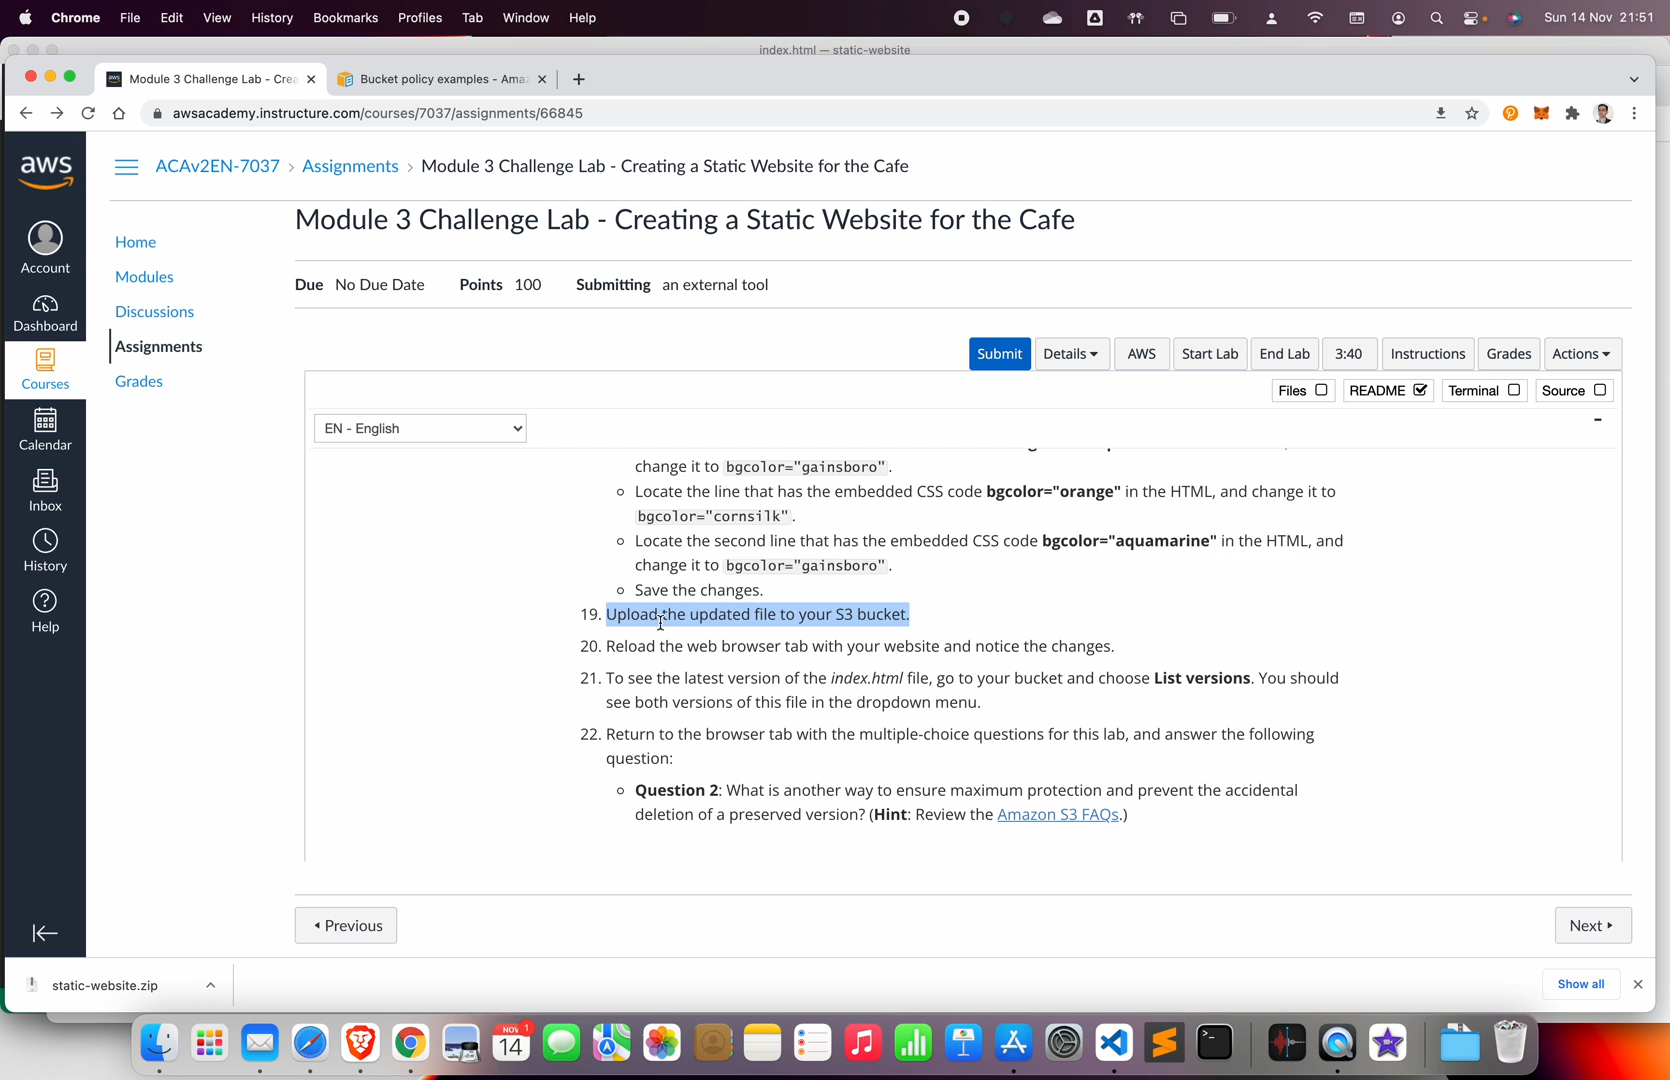 Chrome File Edit View History Bookmarks Profiles Tab Window Help Sun 14 Nov 21:51
index.html — static-website
Module 3 Challenge Lab - Crea Bucket policy examples - Ama
awsacademy.instructure.com/courses/7037/assignments/66845
aws
ACAv2EN-7037 › Assignments › Module 3 Challenge Lab - Creating a Static Website for the Cafe
Account
Dashboard
Courses
Calendar
Inbox
History
Help
Home
Modules
Discussions
Assignments
Grades
Module 3 Challenge Lab - Creating a Static Website for the Cafe
Due No Due Date Points 100 Submitting an external tool
Submit Details AWS Start Lab End Lab 3:40 Instructions Grades Actions
Files README Terminal Source
EN - English
change it to bgcolor="gainsboro".
Locate the line that has the embedded CSS code bgcolor="orange" in the HTML, and change it to
bgcolor="cornsilk".
Locate the second line that has the embedded CSS code bgcolor="aquamarine" in the HTML, and
change it to bgcolor="gainsboro".
Save the changes.
19. Upload the updated file to your S3 bucket.
20. Reload the web browser tab with your website and notice the changes.
21. To see the latest version of the index.html file, go to your bucket and choose List versions. You should
see both versions of this file in the dropdown menu.
22. Return to the browser tab with the multiple-choice questions for this lab, and answer the following
question:
Question 2: What is another way to ensure maximum protection and prevent the accidental
deletion of a preserved version? (Hint: Review the Amazon S3 FAQs.)
Previous Next
static-website.zip Show all
NOV 1
14